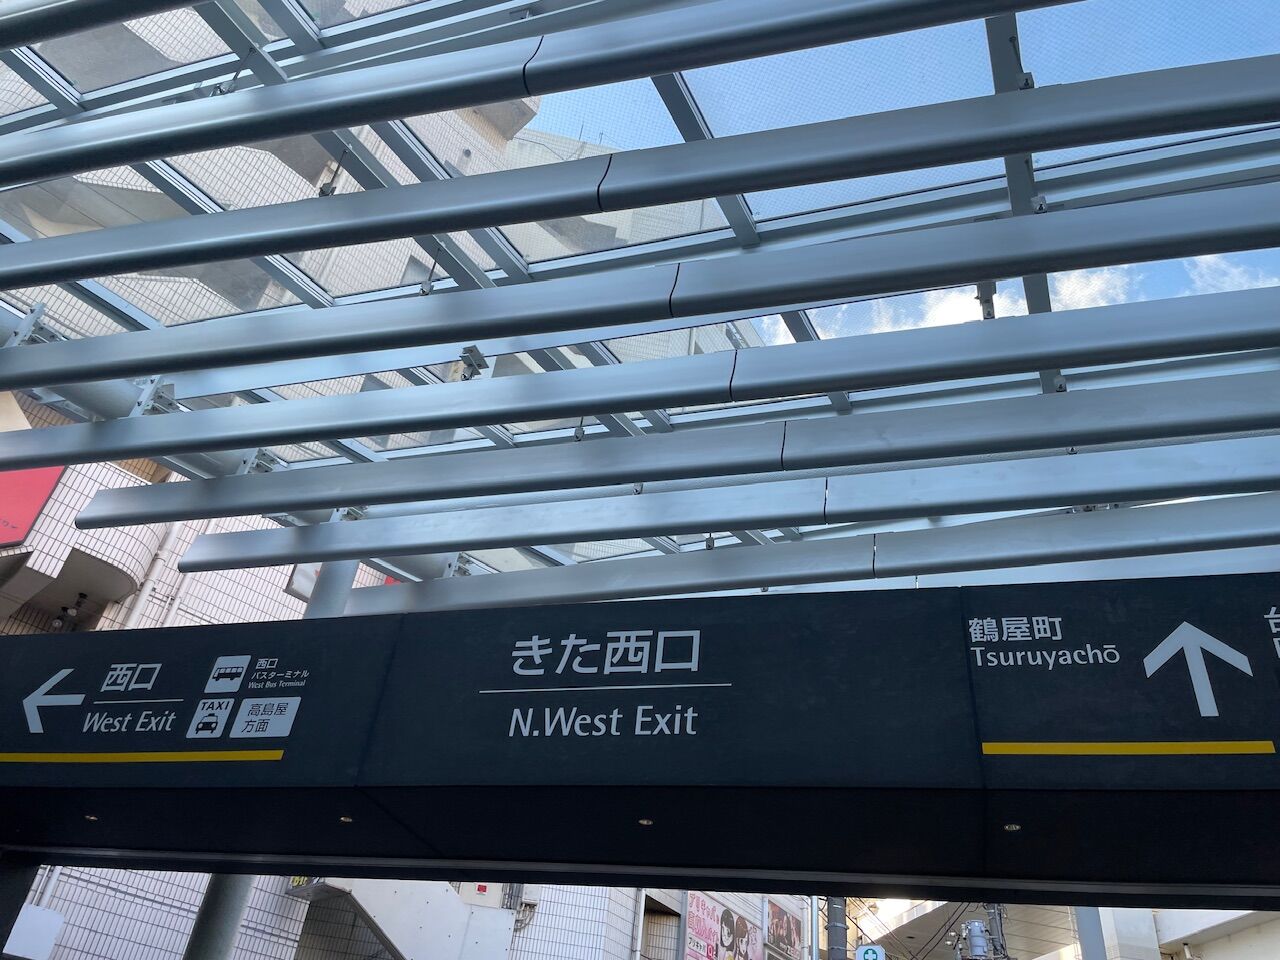 西口
West Exit
西口
バスターミナル
West Bus Terminal
TAXI
高島屋
方面
きた西口
N.West Exit
鶴屋町
Tsuruyachō